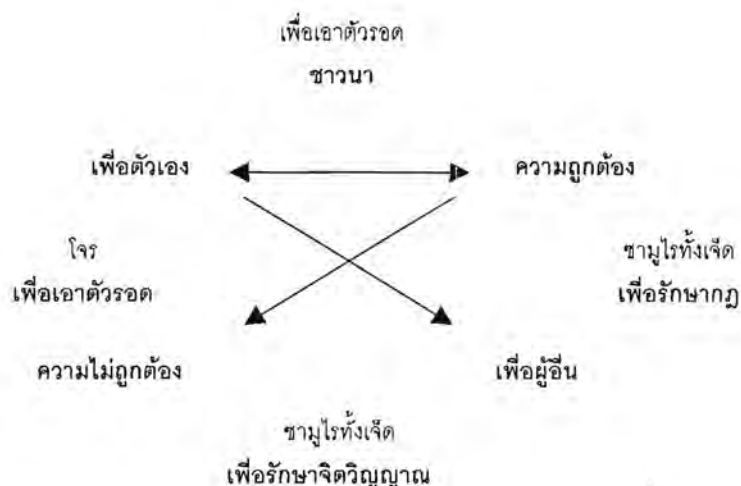 เพื่อเอาตัวรอด
ชาวนา
เพื่อตัวเอง
ความถูกต้อง
โจร
เพื่อเอาตัวรอด
ซามูไรทั้งเจ็ด
เพื่อรักษากฎ
ความไม่ถูกต้อง
เพื่อผู้อื่น
ซามูไรทั้งเจ็ด
เพื่อรักษาจิตวิญญาณ